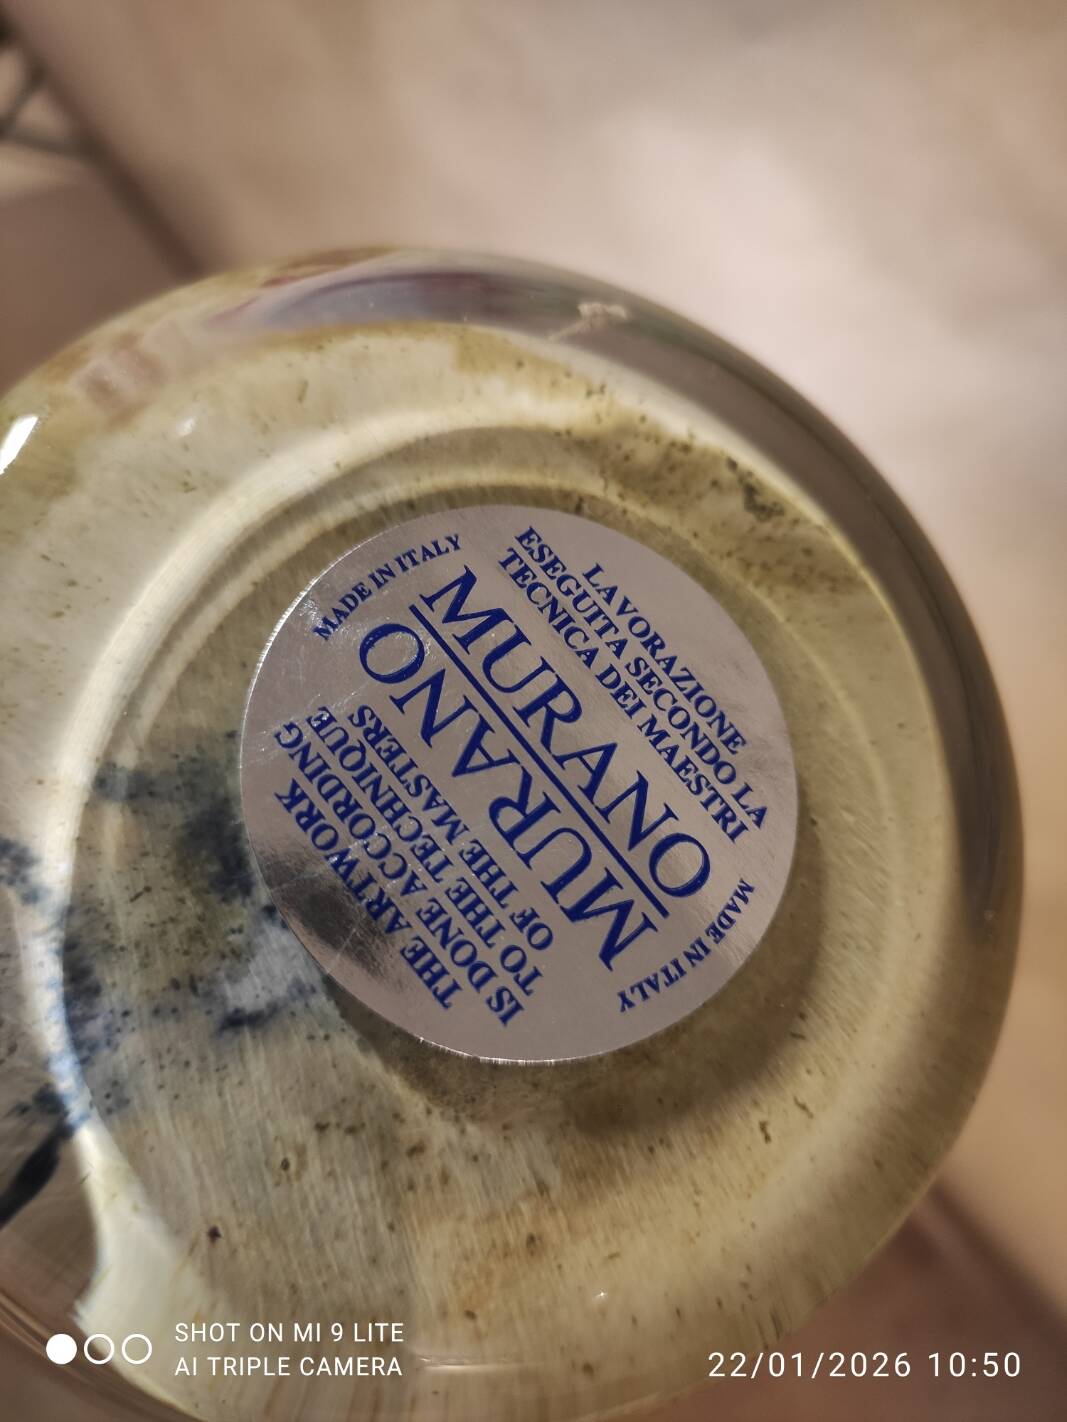 MADE IN ITALY
LAVORAZIONE
ESEGUITA SECONDO LA
TECNICA DEI MAESTRI
MURANO
MURANO
THE ARTWORK
IS DONE ACCORDING
TO THE TECHNIQUE
OF THE MASTERS
MADE IN ITALY
SHOT ON MI 9 LITE
AI TRIPLE CAMERA
22/01/2026 10:50